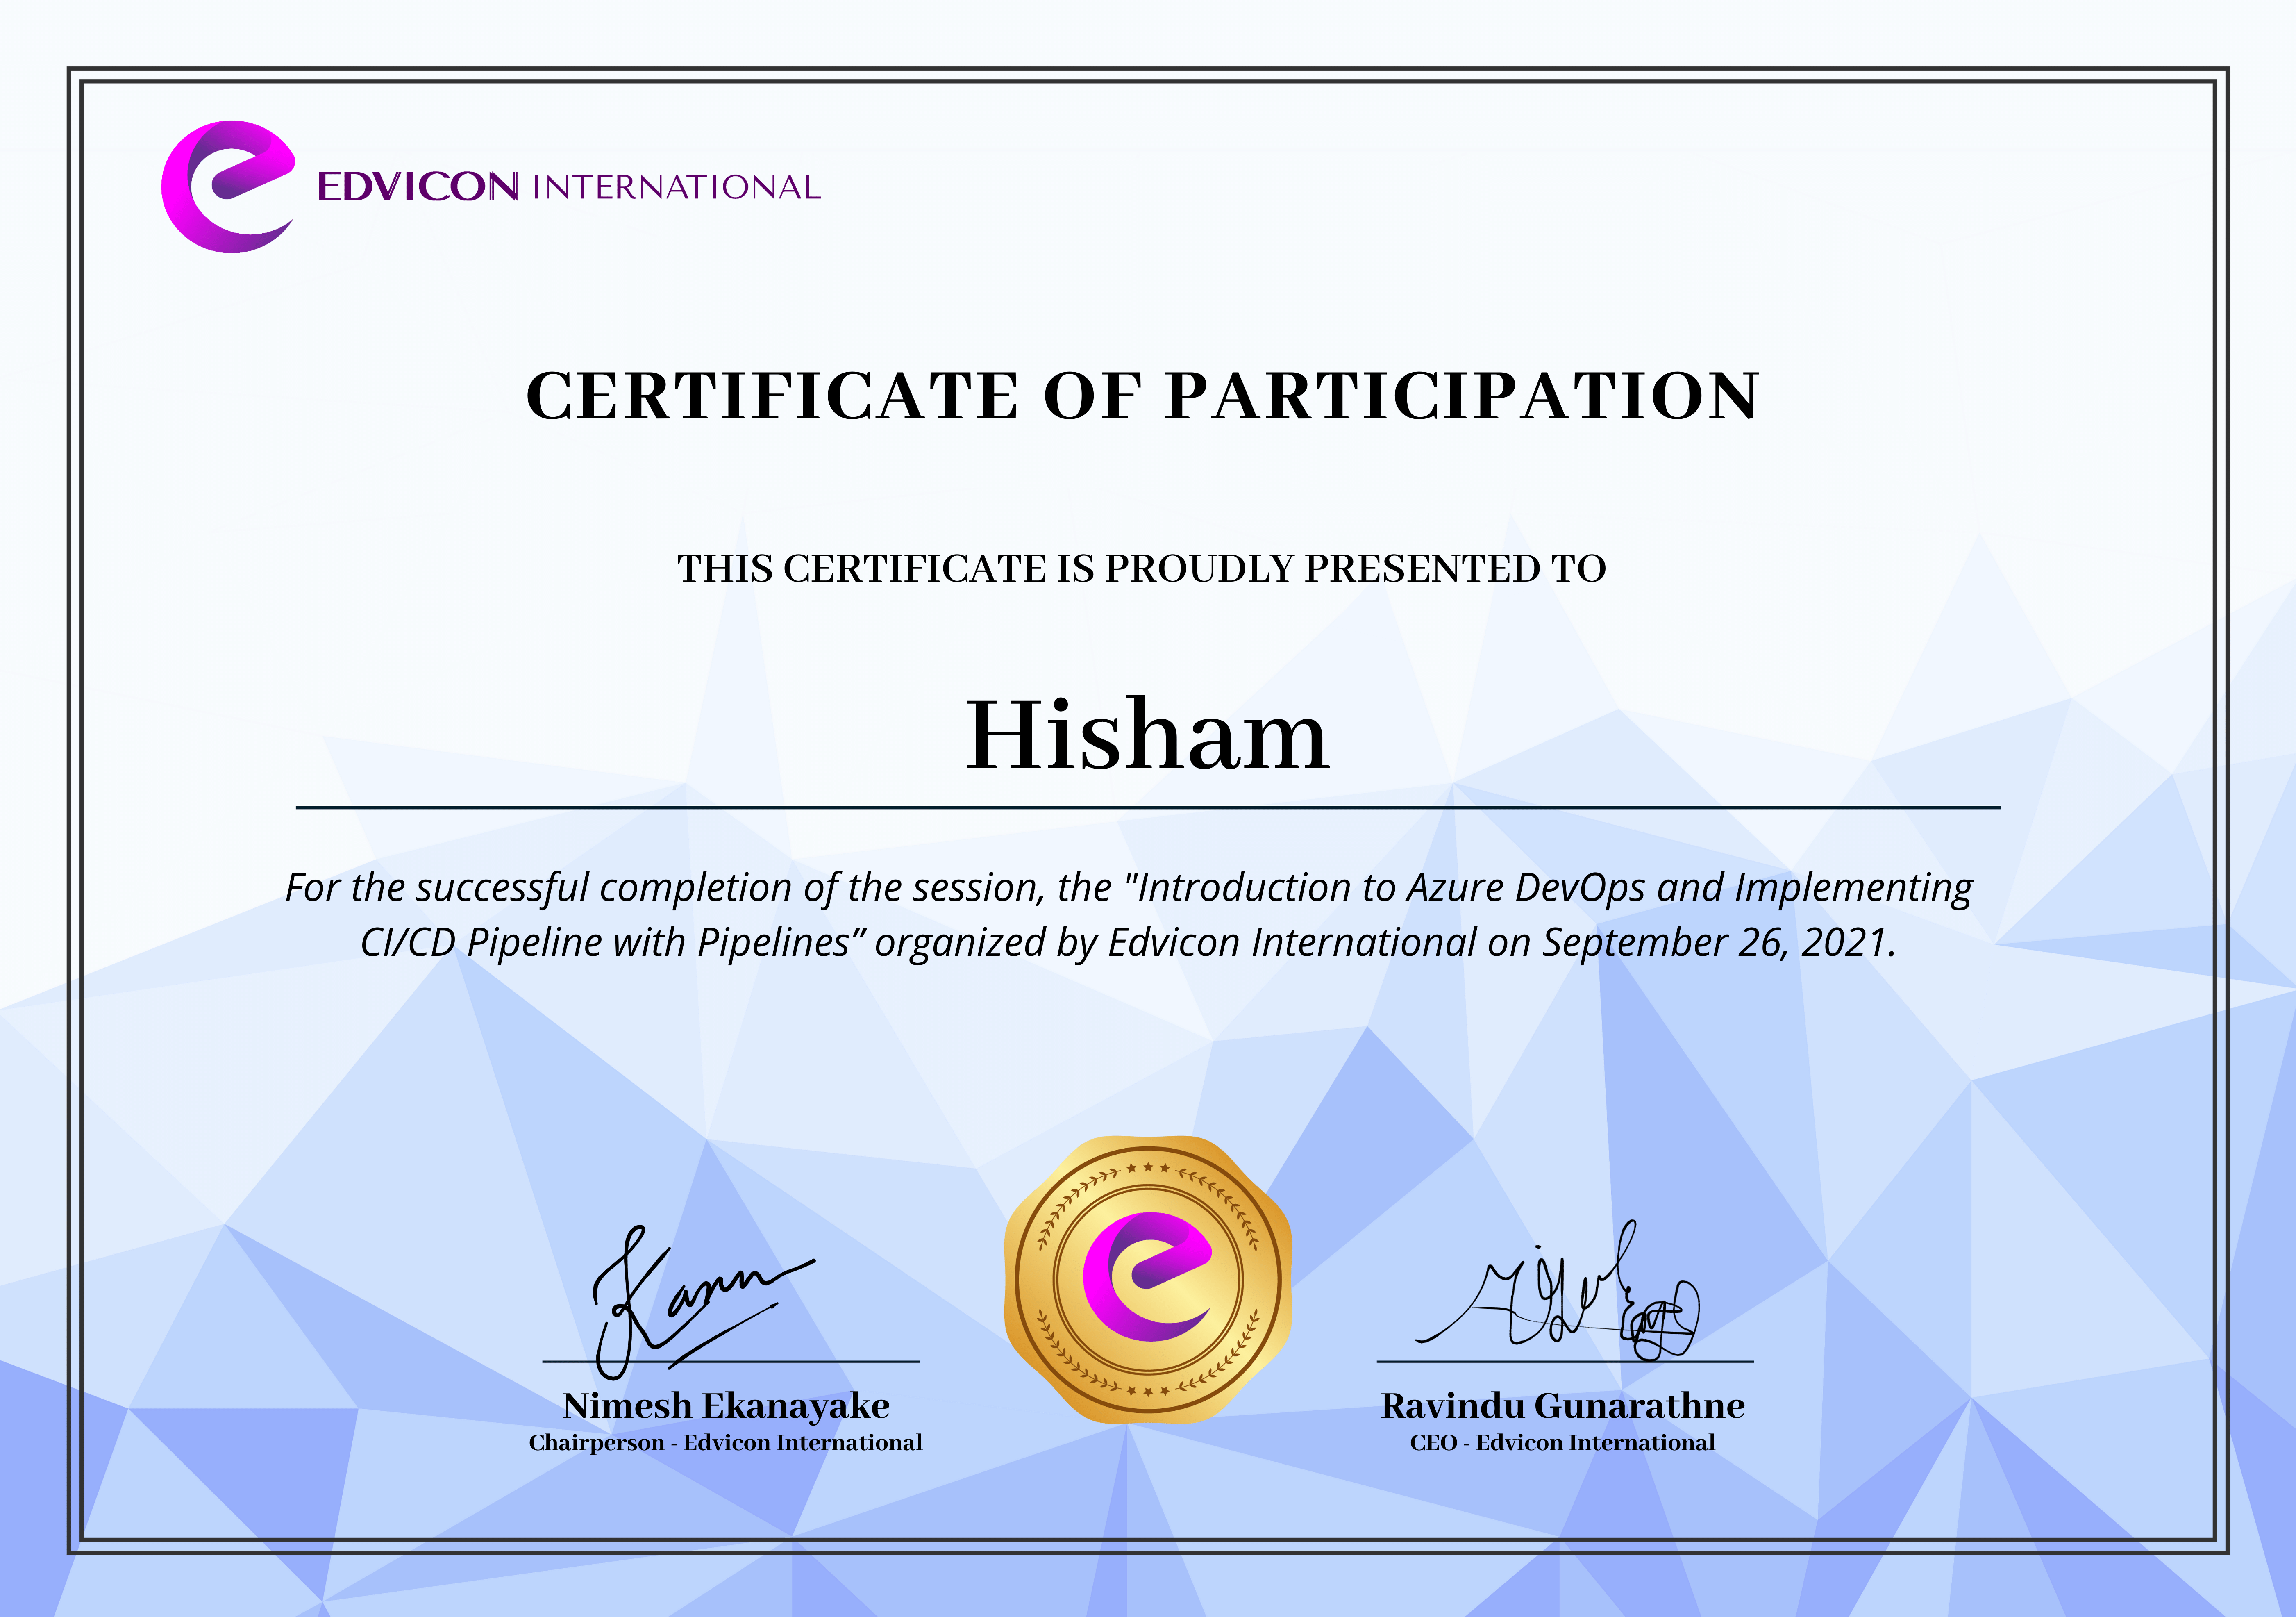 EDVICON INTERNATIONAL
CERTIFICATE OF PARTICIPATION
THIS CERTIFICATE IS PROUDLY PRESENTED TO
Hisham
For the successful completion of the session, the "Introduction to Azure DevOps and Implementing
CI/CD Pipeline with Pipelines” organized by Edvicon International on September 26, 2021.
Nimesh Ekanayake
Chairperson - Edvicon International
Ravindu Gunarathne
CEO - Edvicon International